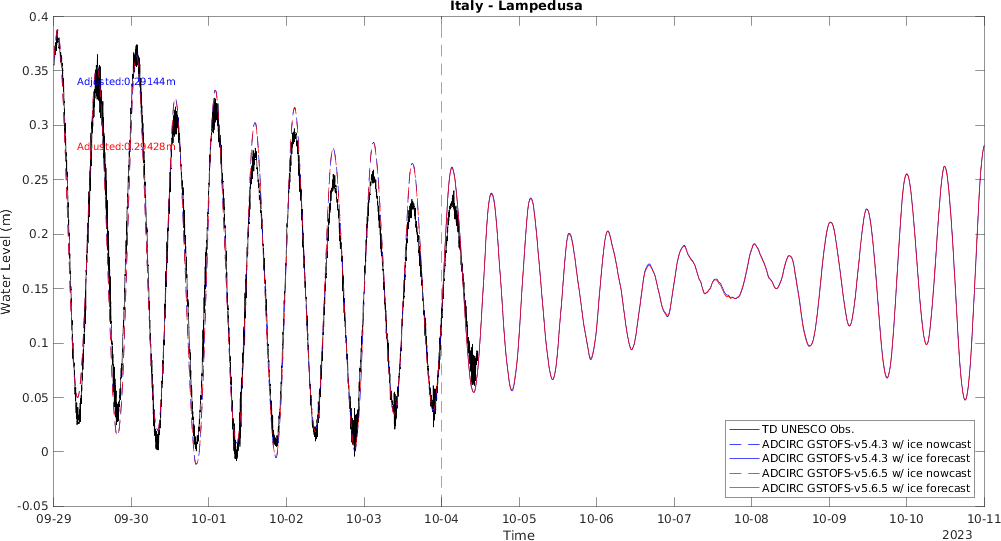 Italy - Lampedusa
0.4
0.35
0.3
0.25
0.2
0.15
0.1
0.05
0
-0.05
Water Level (m)
Adjusted:0.29144m
Adjusted:0.29428m
TD UNESCO Obs.
ADCIRC GSTOFS-v5.4.3 w/ ice nowcast
ADCIRC GSTOFS-v5.4.3 w/ ice forecast
ADCIRC GSTOFS-v5.6.5 w/ ice nowcast
ADCIRC GSTOFS-v5.6.5 w/ ice forecast
09-29 09-30 10-01 10-02 10-03 10-04 10-05 10-06 10-07 10-08 10-09 10-10 10-11
Time
2023